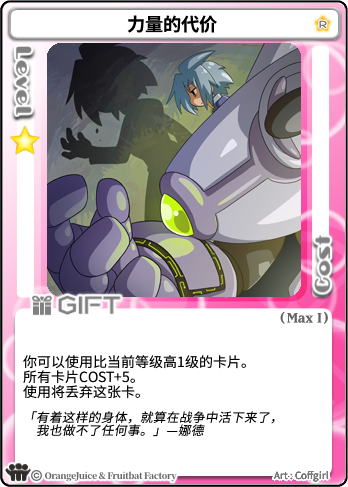 力量的代价
R
Level
Cost
GIFT
(Max 1)
你可以使用比当前等级高1级的卡片。
所有卡片COST+5。
使用将丢弃这张卡。
「有着这样的身体，就算在战争中活下来了，
我也做不了任何事。」—娜德
© OrangeJuice & Fruitbat Factory
Art.: Coffgirl